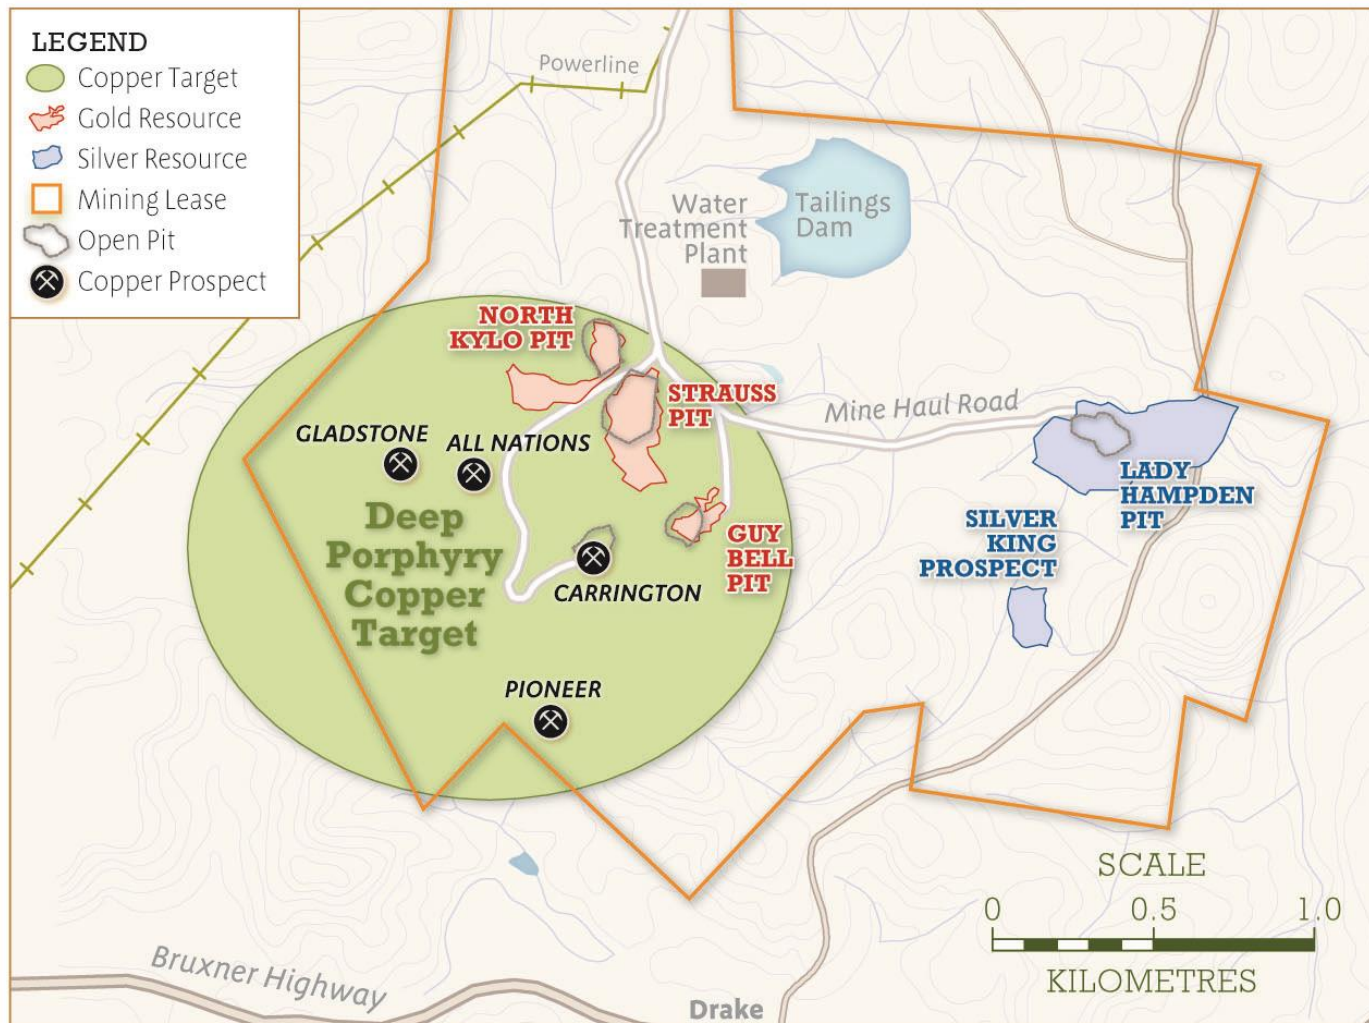 LEGEND
Copper Target
Gold Resource
Silver Resource
Mining Lease
Open Pit
Copper Prospect
Powerline
Water
Treatment
Plant
Tailings
Dam
NORTH
KYLO PIT
STRAUSS
PIT
Mine Haul Road
GLADSTONE
ALL NATIONS
LADY
HAMPDEN
PIT
Deep
Porphyry
Copper
Target
SILVER
KING
PROSPECT
GUY
BELL
PIT
CARRINGTON
PIONEER
SCALE
0 0.5 1.0
KILOMETRES
Bruxner Highway
Drake